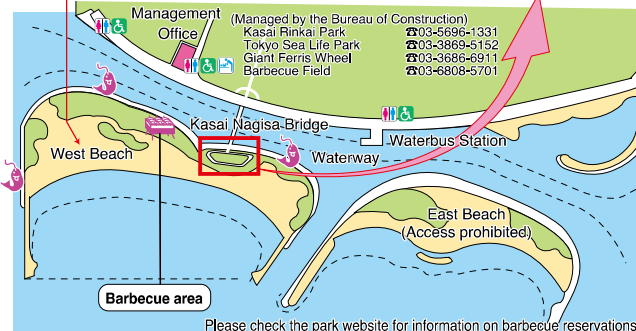 Management
Office
(Managed by the Bureau of Construction)
Kasai Rinkai Park ☎03-5696-1331
Tokyo Sea Life Park ☎03-3869-5152
Giant Ferris Wheel ☎03-3686-6911
Barbecue Field ☎03-6808-5701
Kasai Nagisa Bridge
Waterbus Station
West Beach
Waterway
East Beach
(Access prohibited)
Barbecue area
Please check the park website for information on barbecue reservations